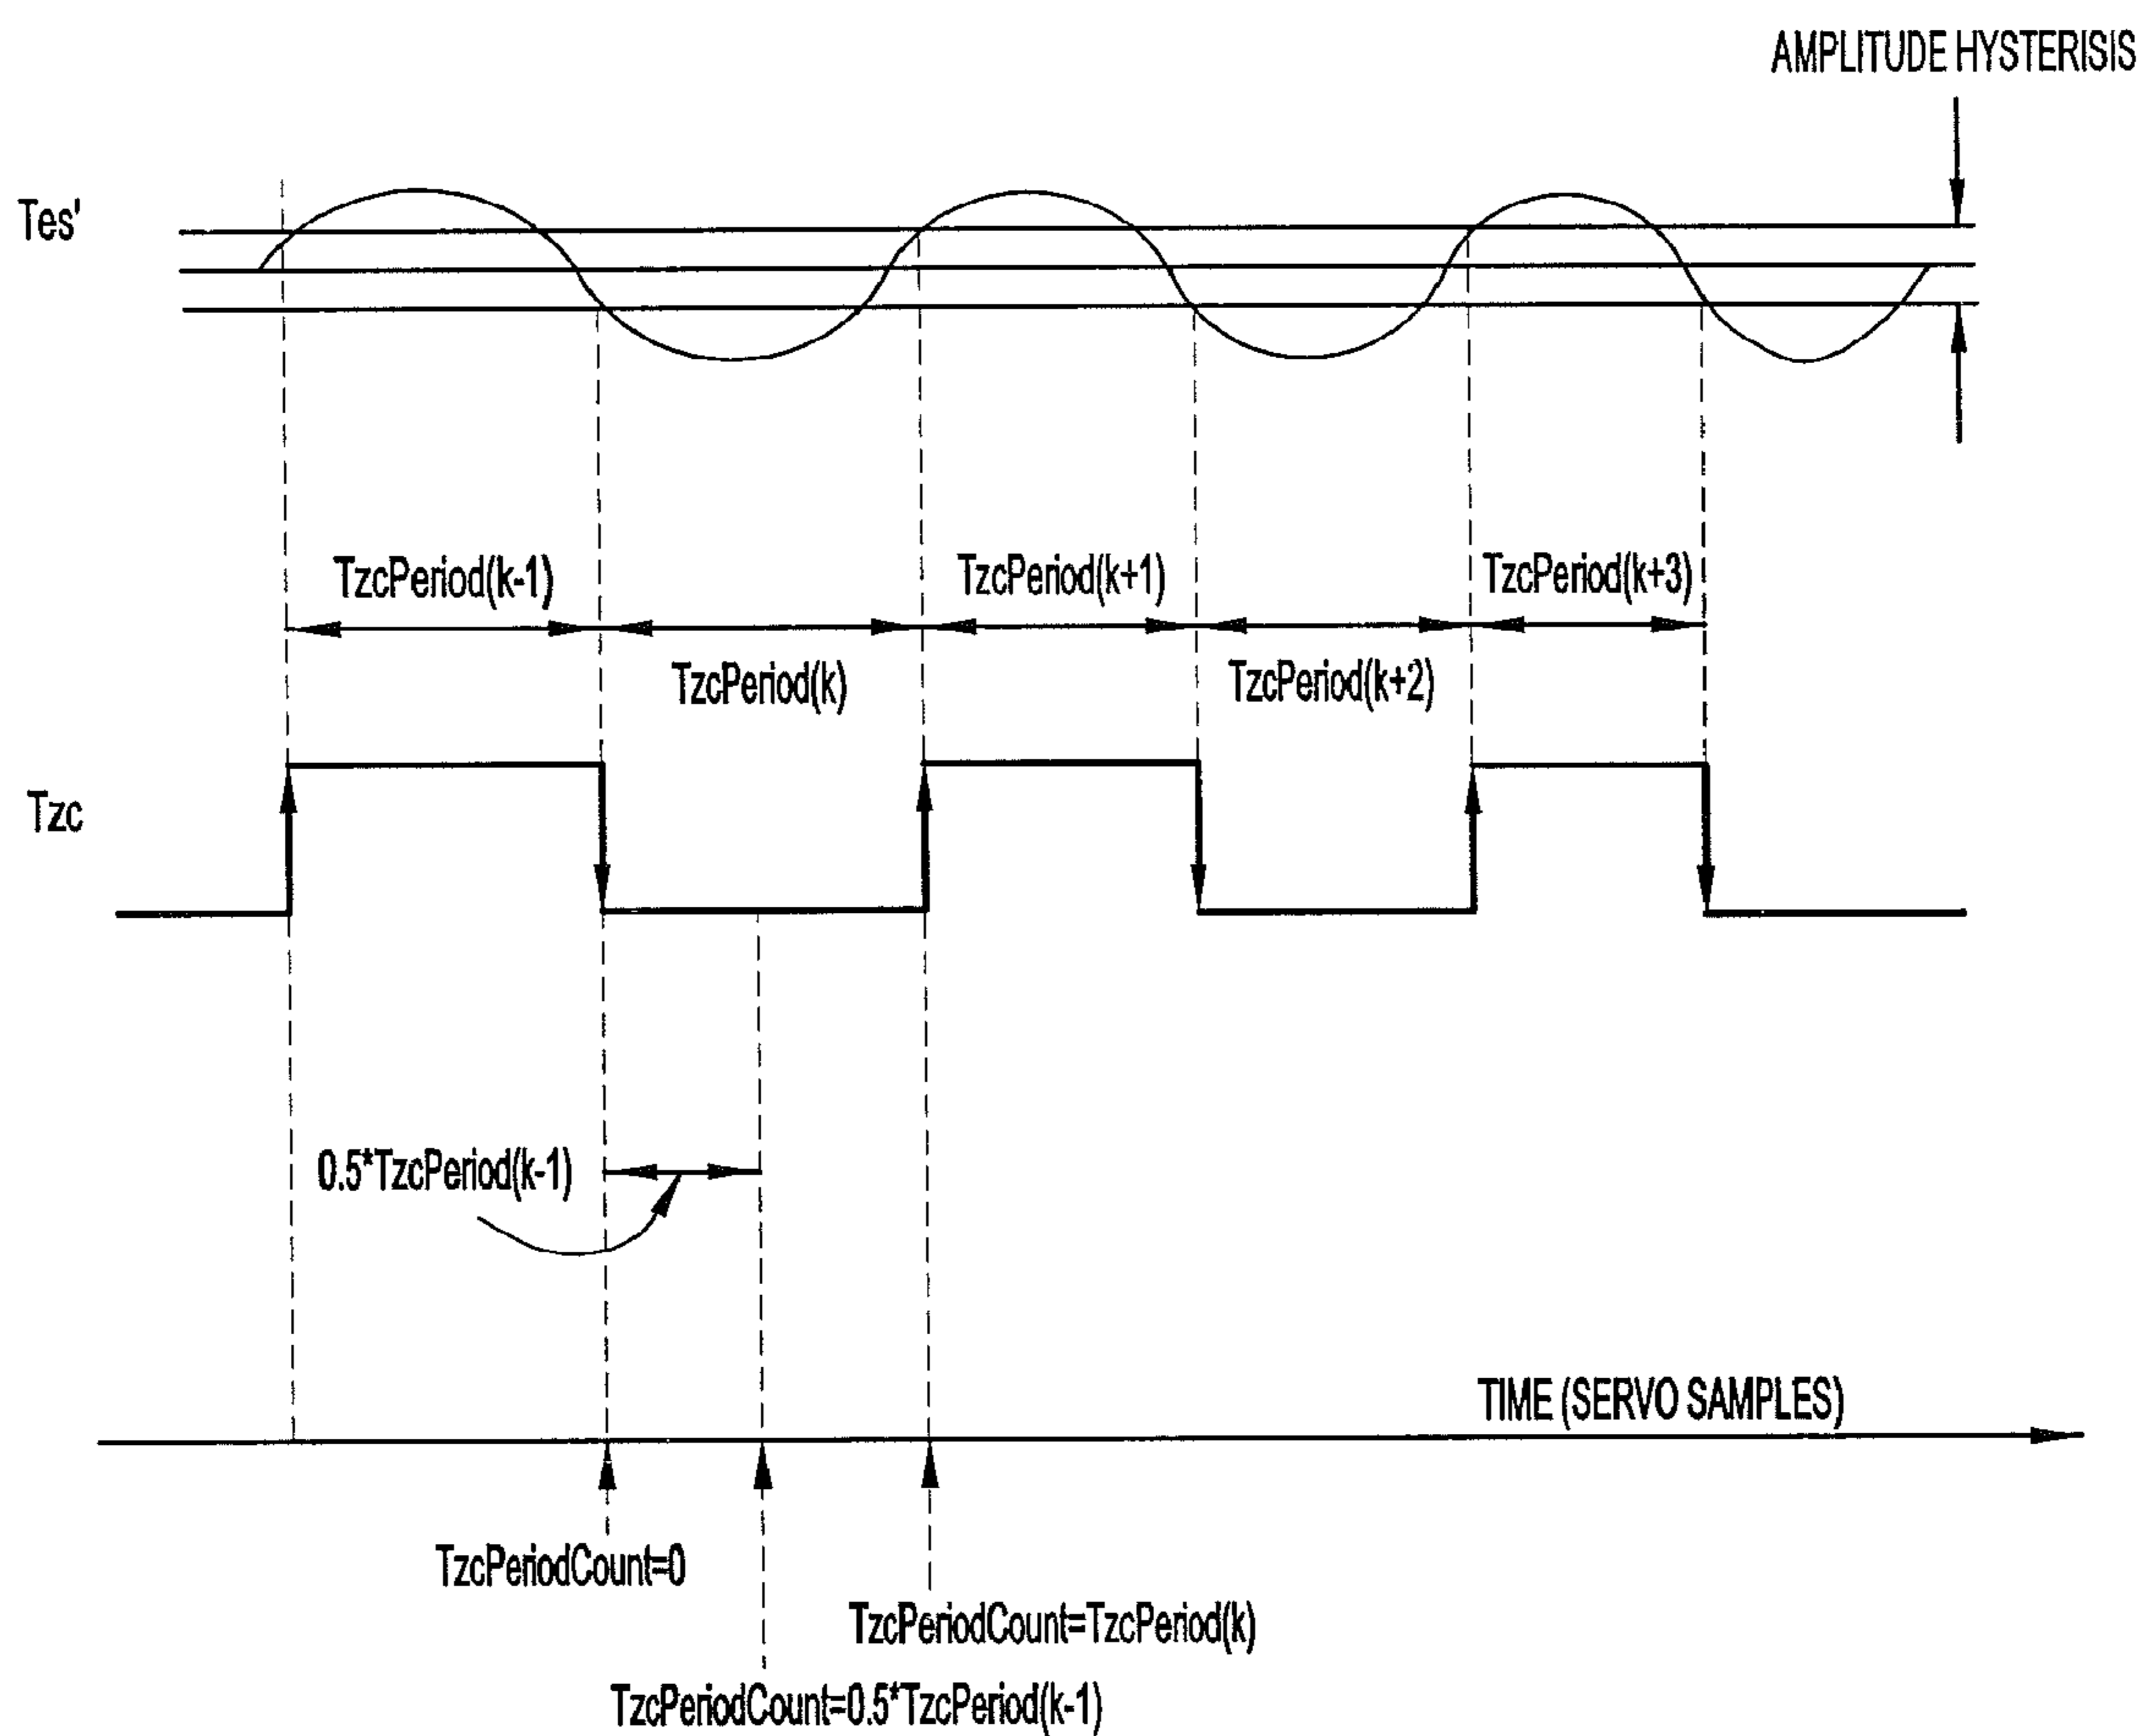 AMPLITUDE HYSTERISIS
Tes'
TzcPeriod(k-1)
TzcPeriod(k+1)
TzcPeriod(k+3)
TzcPeriod(k)
TzcPeriod(k+2)
Tzc
0.5*TzcPeriod(k-1)
TIME (SERVO SAMPLES)
TzcPeriodCount=0
TzcPeriodCount=TzcPeriod(k)
TzcPeriodCount=0.5*TzcPeriod(k-1)